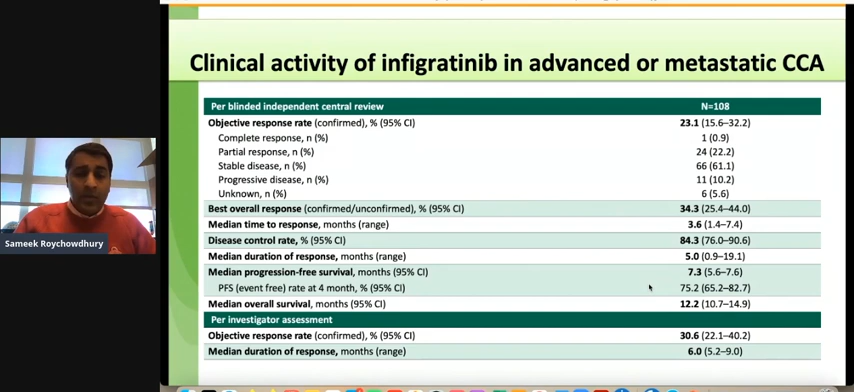 Clinical activity of infigratinib in advanced or metastatic CCA
Per blinded independent central review N=108
Objective response rate (confirmed), % (95% CI) 23.1 (15.6–32.2)
Complete response, n (%) 1 (0.9)
Partial response, n (%) 24 (22.2)
Stable disease, n (%) 66 (61.1)
Progressive disease, n (%) 11 (10.2)
Unknown, n (%) 6 (5.6)
Best overall response (confirmed/unconfirmed), % (95% CI) 34.3 (25.4–44.0)
Median time to response, months (range) 3.6 (1.4–7.4)
Disease control rate, % (95% CI) 84.3 (76.0–90.6)
Median duration of response, months (range) 5.0 (0.9–19.1)
Median progression-free survival, months (95% CI) 7.3 (5.6–7.6)
PFS (event free) rate at 4 month, % (95% CI) 75.2 (65.2–82.7)
Median overall survival, months (95% CI) 12.2 (10.7–14.9)
Per investigator assessment
Objective response rate (confirmed), % (95% CI) 30.6 (22.1–40.2)
Median duration of response, months (range) 6.0 (5.2–9.0)
Sameek Roychowdhury